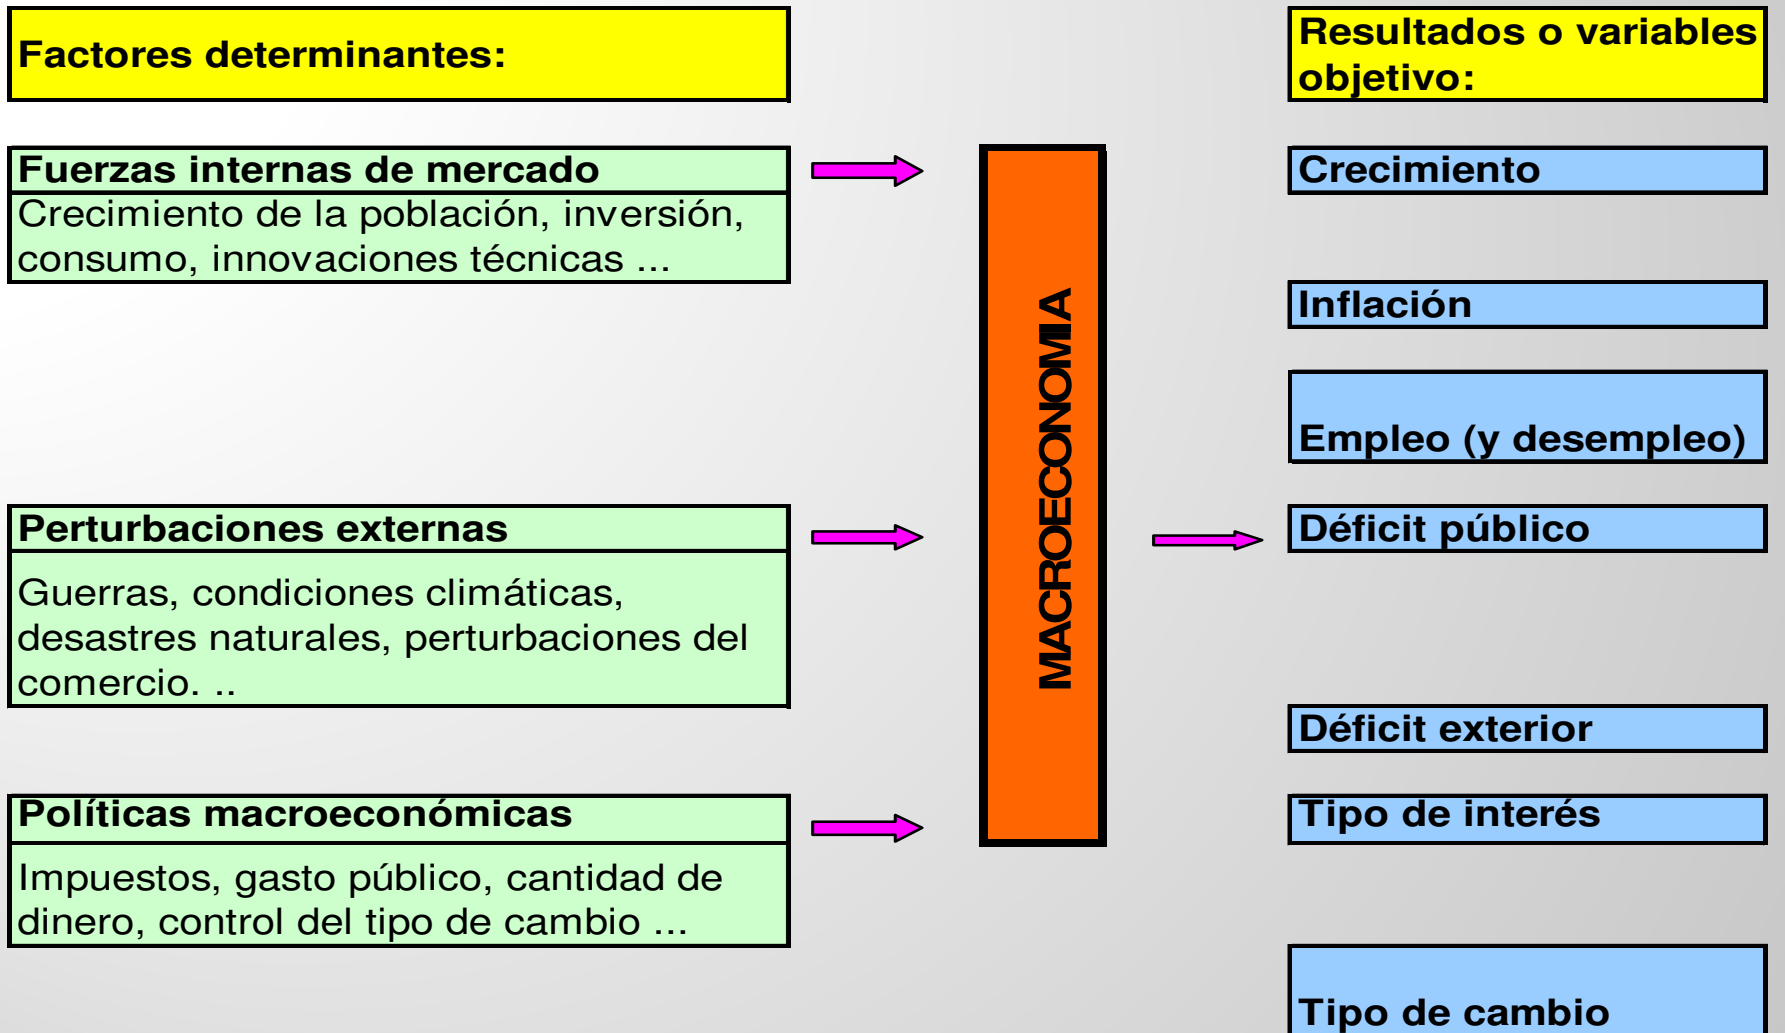 Factores determinantes:
Fuerzas internas de mercado
Crecimiento de la población, inversión,
consumo, innovaciones técnicas ...
Perturbaciones externas
Guerras, condiciones climáticas,
desastres naturales, perturbaciones del
comercio. ..
Políticas macroeconómicas
Impuestos, gasto público, cantidad de
dinero, control del tipo de cambio ...
MACROECONOMIA
Resultados o variables
objetivo:
Crecimiento
Inflación
Empleo (y desempleo)
Déficit público
Déficit exterior
Tipo de interés
Tipo de cambio